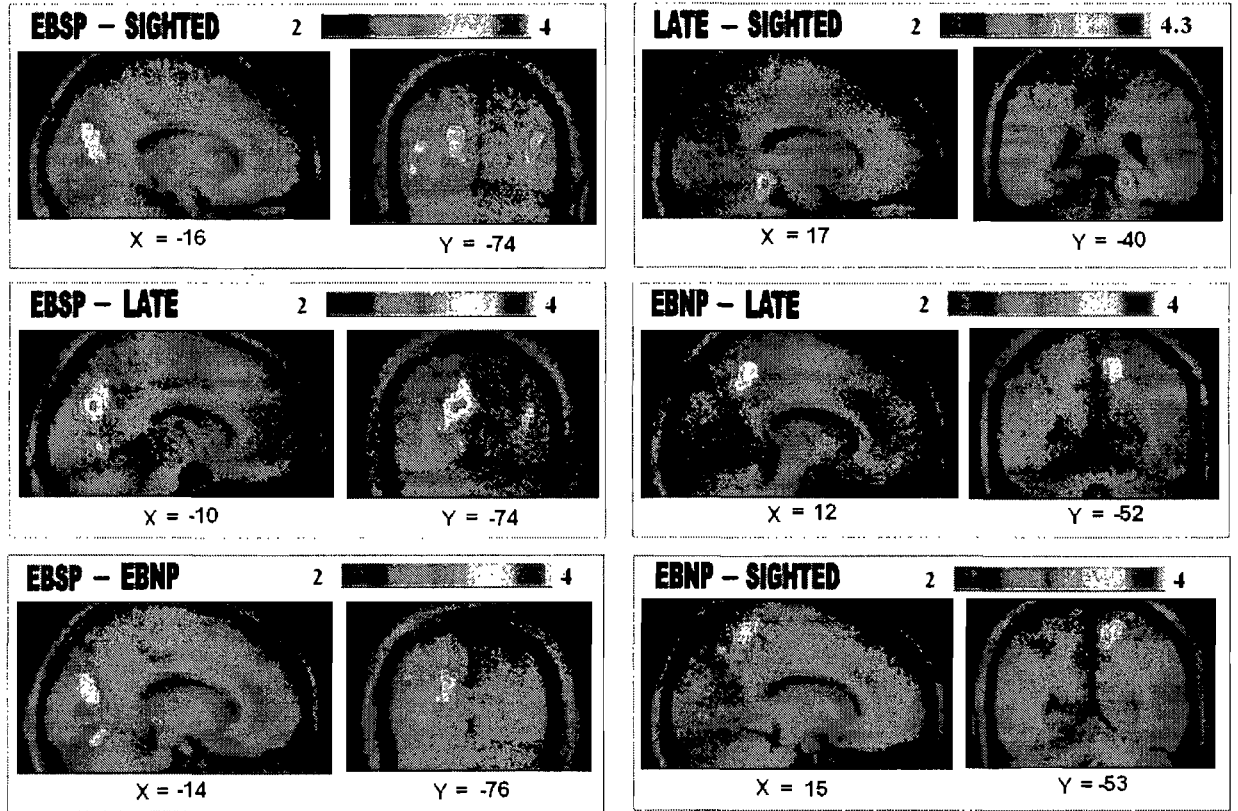 EBSP – SIGHTED 2 4
X = -16 Y = -74
LATE – SIGHTED 2 4.3
X = 17 Y = -40
EBSP – LATE 2 4
X = -10 Y = -74
EBNP – LATE 2 4
X = 12 Y = -52
EBSP – EBNP 2 4
X = -14 Y = -76
EBNP – SIGHTED 2 4
X = 15 Y = -53